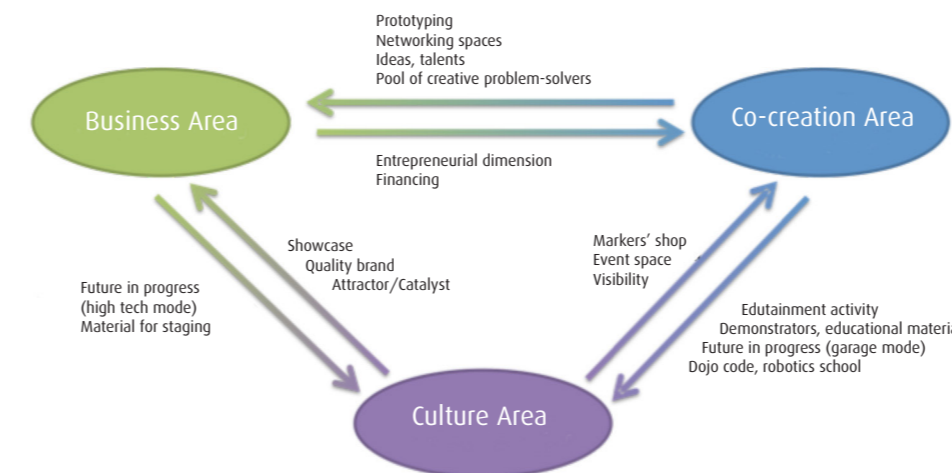 Prototyping
Networking spaces
Ideas, talents
Pool of creative problem-solvers
Business Area
Co-creation Area
Entrepreneurial dimension
Financing
Showcase
Quality brand
Attractor/Catalyst
Markers' shop
Event space
Visibility
Future in progress
(high tech mode)
Material for staging
Edutainment activity
Demonstrators, educational materia
Future in progress (garage mode)
Dojo code, robotics school
Culture Area